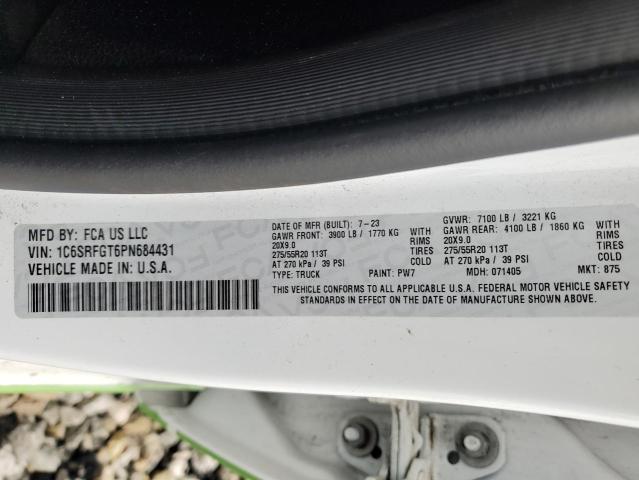 MFD BY: FCA US LLC
VIN: 1C6SRFGT6PN684431
VEHICLE MADE IN U.S.A.
DATE OF MFR (BUILT): 7-23
GAWR FRONT: 3900 LB / 1770 KG WITH
20X9.0 RIMS
275/55R20 113T TIRES
AT 270 kPa / 39 PSI COLD
TYPE: TRUCK PAINT: PW7
GVWR: 7100 LB / 3221 KG
GAWR REAR: 4100 LB / 1860 KG WITH
20X9.0 RIMS
275/55R20 113T TIRES
AT 270 kPa / 39 PSI COLD
MDH: 071405 MKT: 875
THIS VEHICLE CONFORMS TO ALL APPLICABLE U.S.A. FEDERAL MOTOR VEHICLE SAFETY
STANDARDS IN EFFECT ON THE DATE OF MANUFACTURE SHOWN ABOVE.